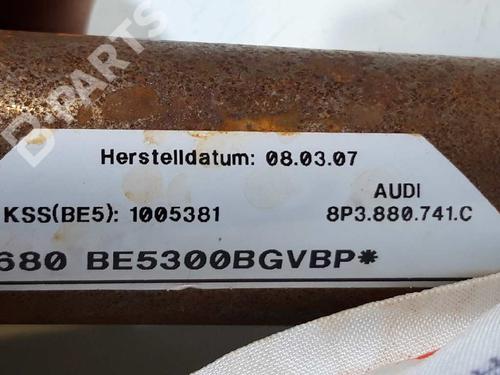 D-PARTS
Herstelldatum: 08.03.07
AUDI
KSS(BE5): 1005381 8P3.880.741.C
680 BE5300BGVBP*